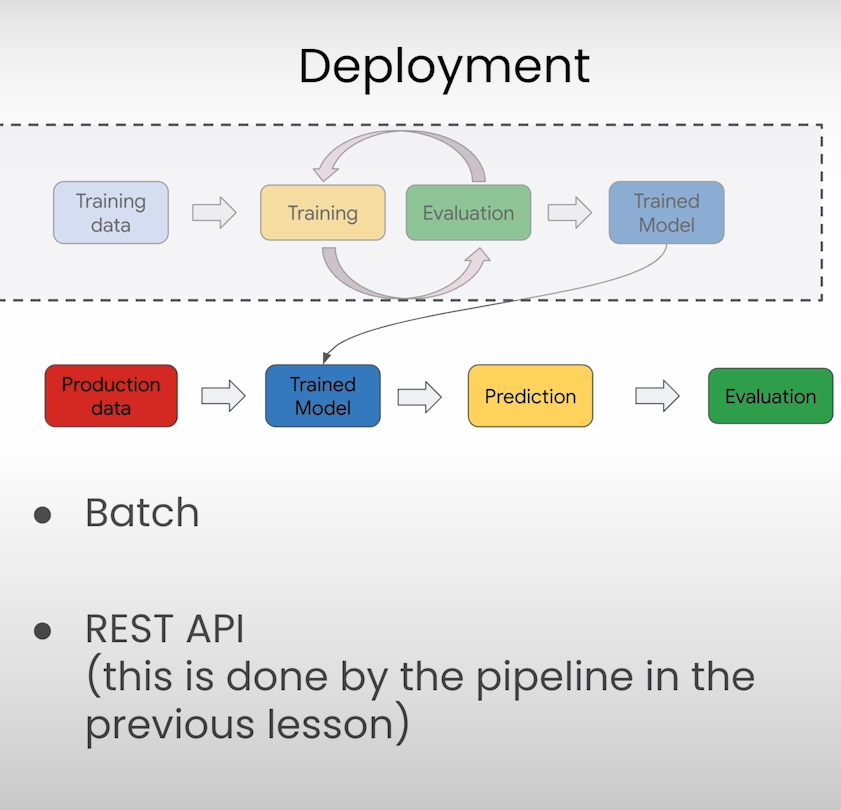 Deployment
Training
data
Training
Evaluation
Trained
Model
Production
data
Trained
Model
Prediction
Evaluation
● Batch
● REST API
(this is done by the pipeline in the
previous lesson)